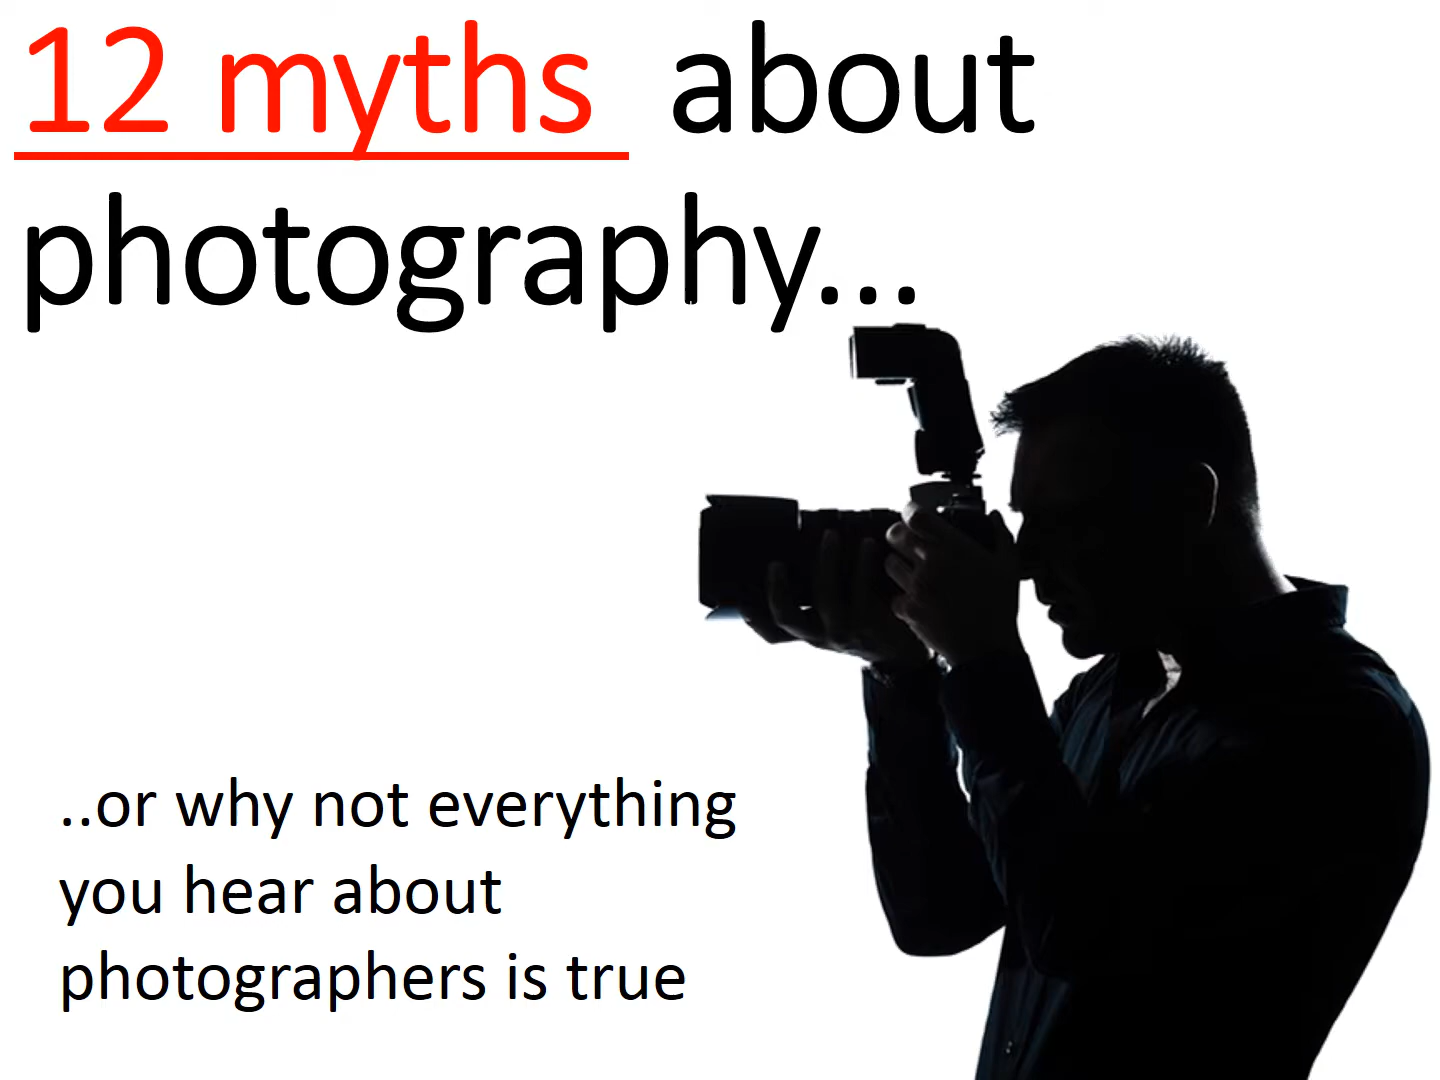 12 myths about
photography...
..or why not everything
you hear about
photographers is true